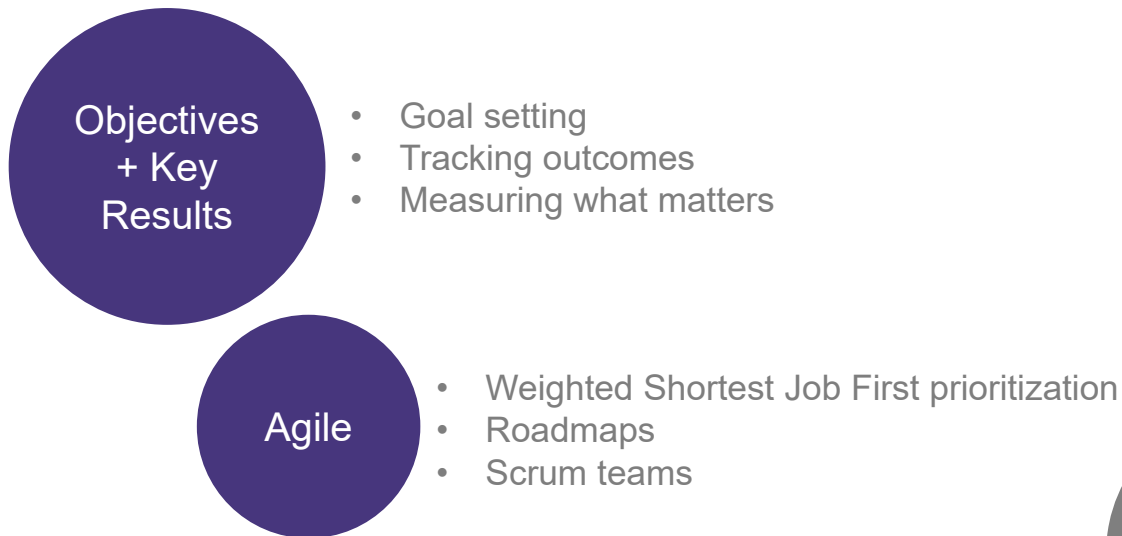 Objectives
+ Key
Results
• Goal setting
• Tracking outcomes
• Measuring what matters
Agile
• Weighted Shortest Job First prioritization
• Roadmaps
• Scrum teams